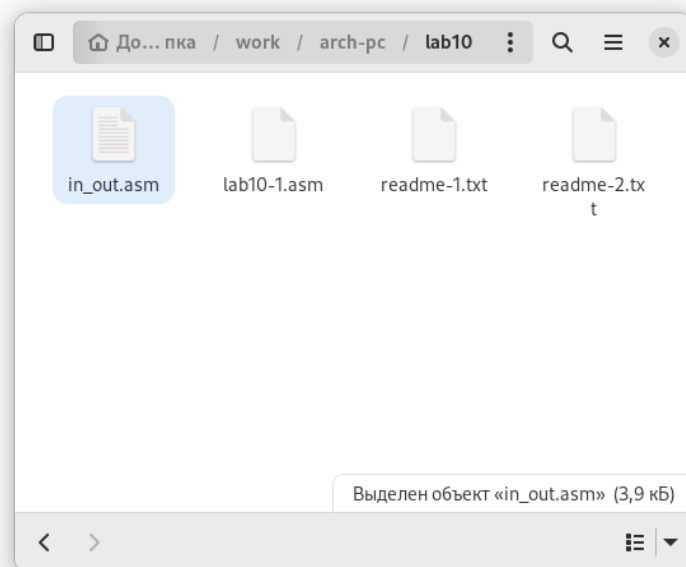 До… пка / work / arch-pc / lab10
in_out.asm
lab10-1.asm
readme-1.txt
readme-2.tx
t
Выделен объект «in_out.asm» (3,9 кБ)